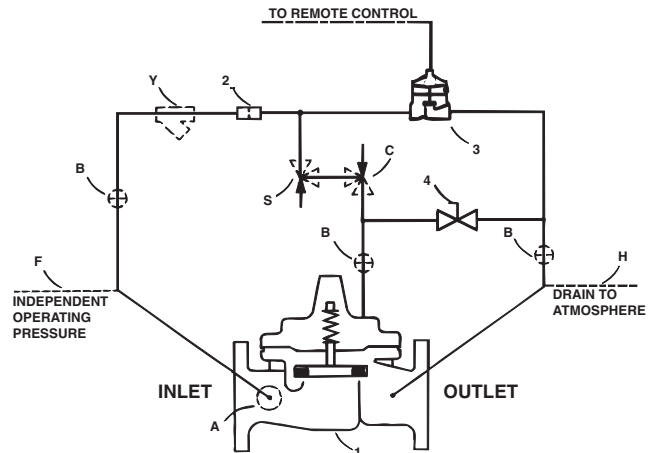 TO REMOTE CONTROL
Y
2
3
C
S
4
B
B
B
F
H
INDEPENDENT
OPERATING
PRESSURE
DRAIN TO
ATMOSPHERE
INLET
OUTLET
A
1